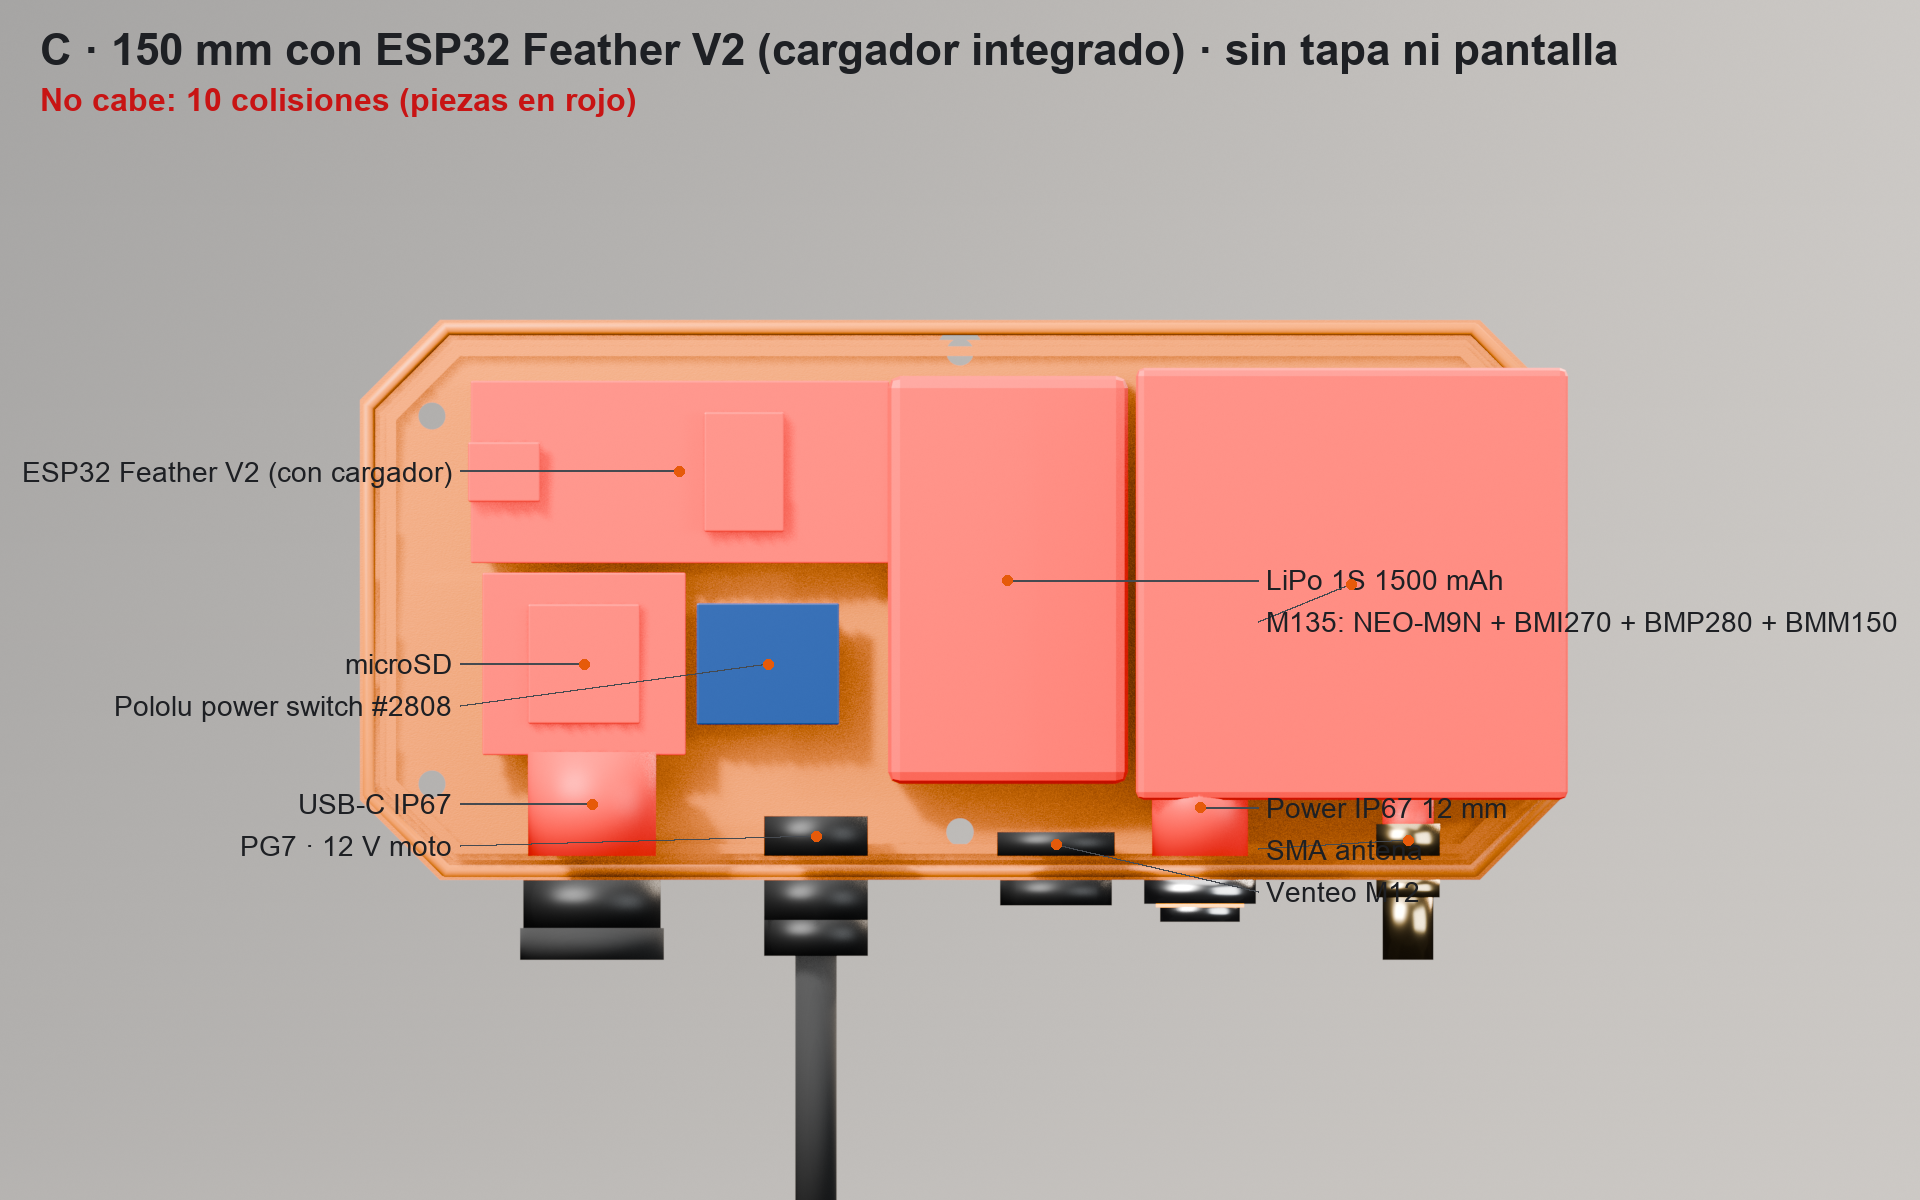 C · 150 mm con ESP32 Feather V2 (cargador integrado) · sin tapa ni pantalla
No cabe: 10 colisiones (piezas en rojo)
ESP32 Feather V2 (con cargador)
LiPo 1S 1500 mAh
M135: NEO-M9N + BMI270 + BMP280 + BMM150
microSD
Pololu power switch #2808
USB-C IP67
Power IP67 12 mm
PG7 · 12 V moto
SMA antena
Venteo M12